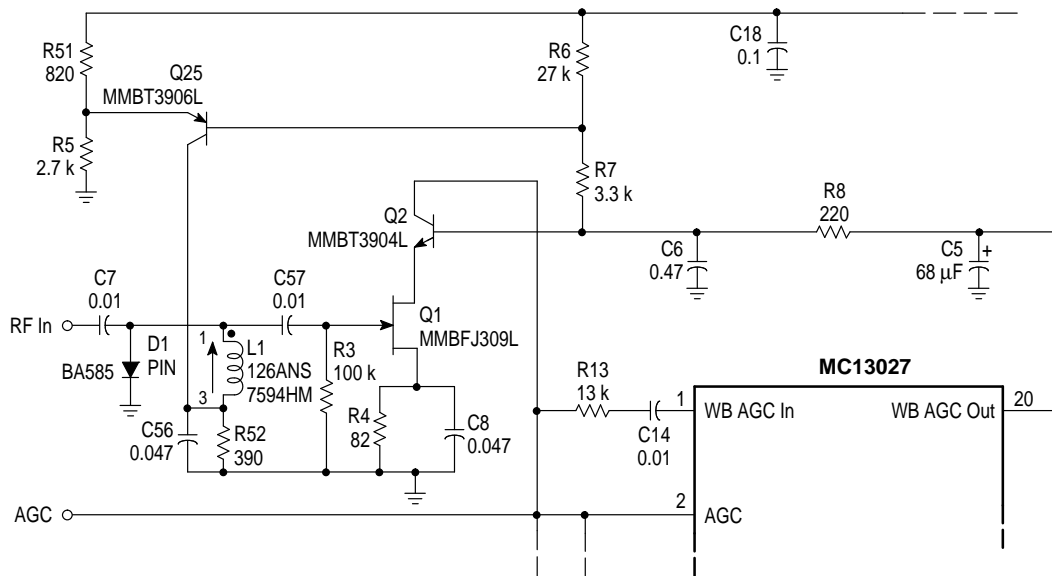 R51
820
Q25
MMBT3906L
R6
27 k
C18
0.1
R5
2.7 k
R7
3.3 k
Q2
MMBT3904L
R8
220
C6
0.47
C5
68 μF
+
C7
0.01
C57
0.01
RF In
D1
PIN
BA585
1
3
L1
126ANS
7594HM
R3
100 k
Q1
MMBFJ309L
C56
0.047
R52
390
R4
82
C8
0.047
R13
13 k
C14
0.01
MC13027
1
WB AGC In
WB AGC Out
20
AGC
2
AGC